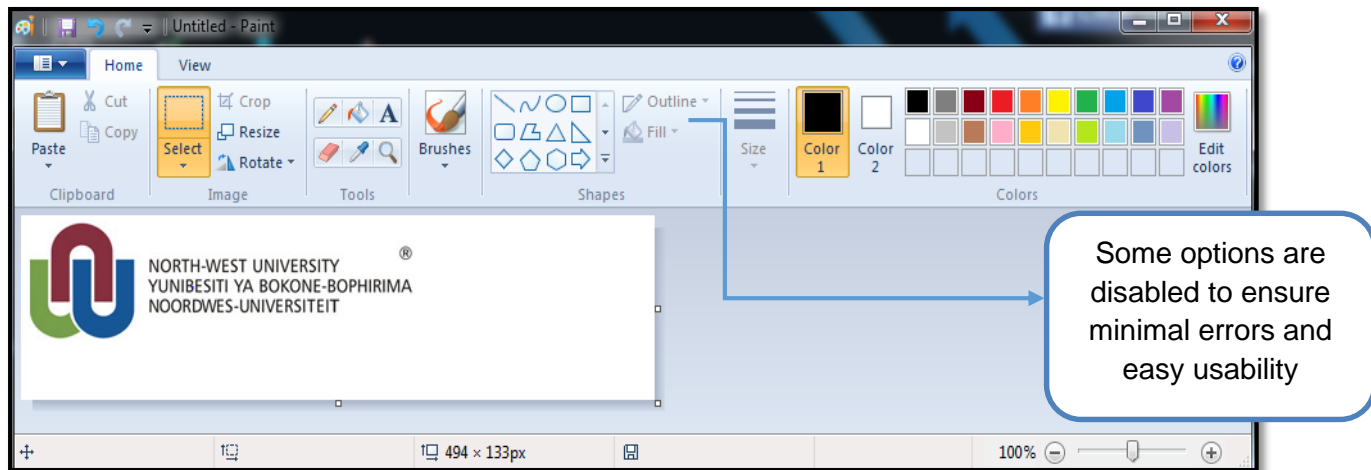 Untitled - Paint
Home View
Cut
Copy
Paste
Clipboard
Select
Crop
Resize
Rotate
Image
A
Tools
Brushes
Outline
Fill
Shapes
Size
Color 1
Color 2
Edit colors
Colors
NORTH-WEST UNIVERSITY ®
YUNIBESITI YA BOKONE-BOPHIRIMA
NOORDWES-UNIVERSITEIT
Some options are
disabled to ensure
minimal errors and
easy usability
494 × 133px
100%